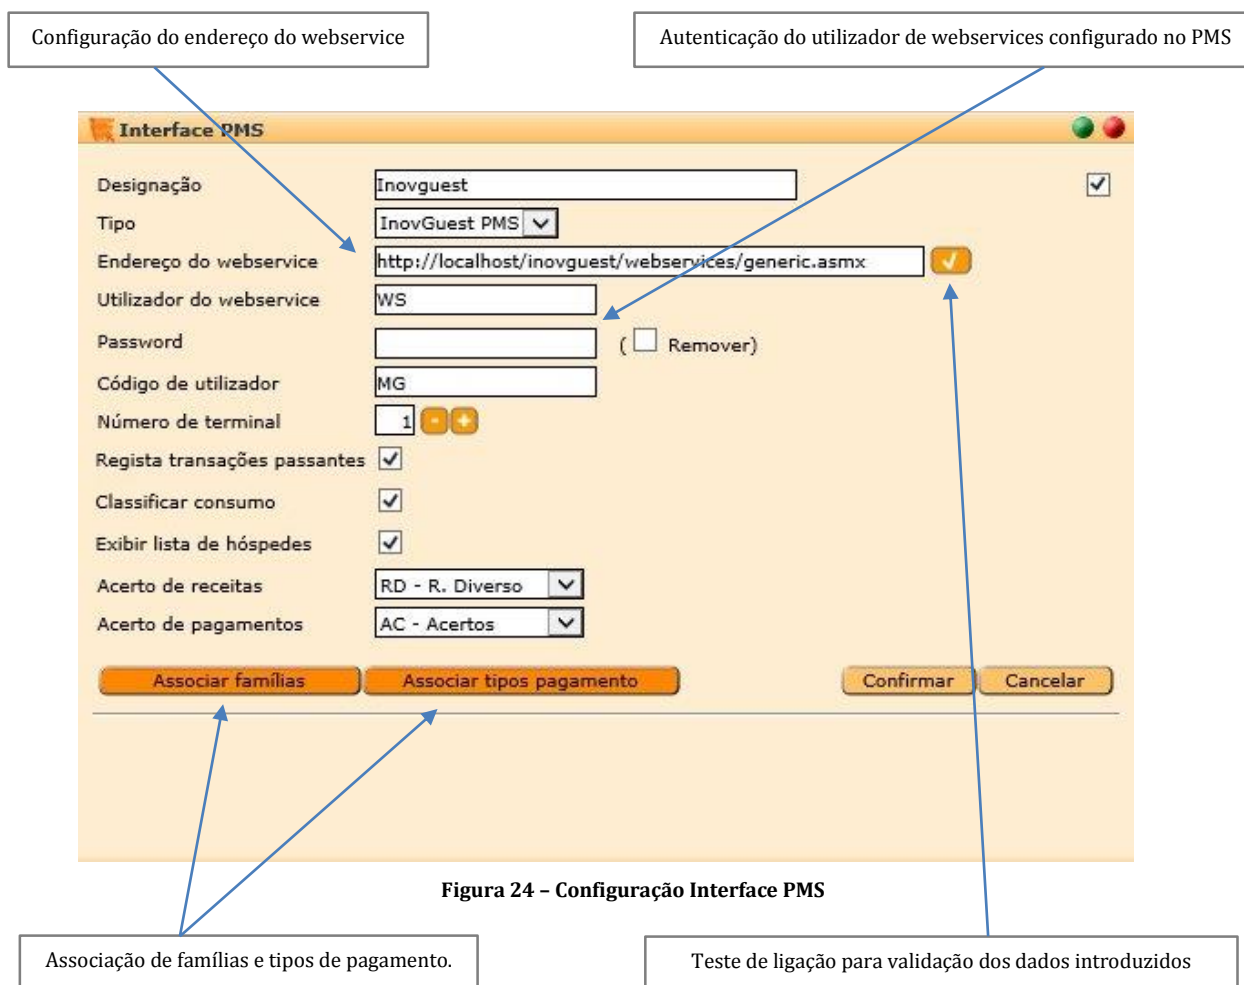 Configuração do endereço do webservice
Autenticação do utilizador de webservices configurado no PMS
Interface PMS
Designação Inovguest
Tipo InovGuest PMS
Endereço do webservice http://localhost/inovguest/webservices/generic.asmx
Utilizador do webservice WS
Password ( Remover)
Código de utilizador MG
Número de terminal 1 - +
Regista transações passantes
Classificar consumo
Exibir lista de hóspedes
Acerto de receitas RD - R. Diverso
Acerto de pagamentos AC - Acertos
Associar famílias Associar tipos pagamento Confirmar Cancelar
Figura 24 – Configuração Interface PMS
Associação de famílias e tipos de pagamento.
Teste de ligação para validação dos dados introduzidos